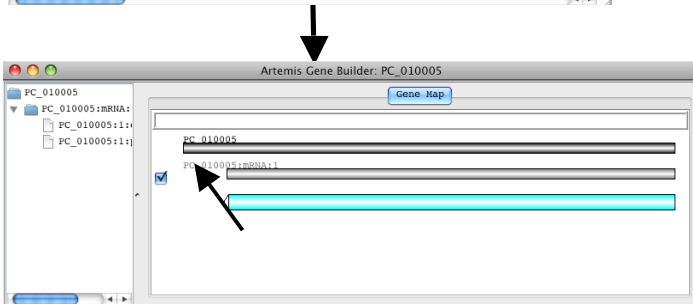 Artemis Gene Builder: PC_010005
PC_010005
PC_010005:mRNA:
PC_010005:1:
PC_010005:1:
Gene Map
PC_010005
PC_010005:mRNA:1